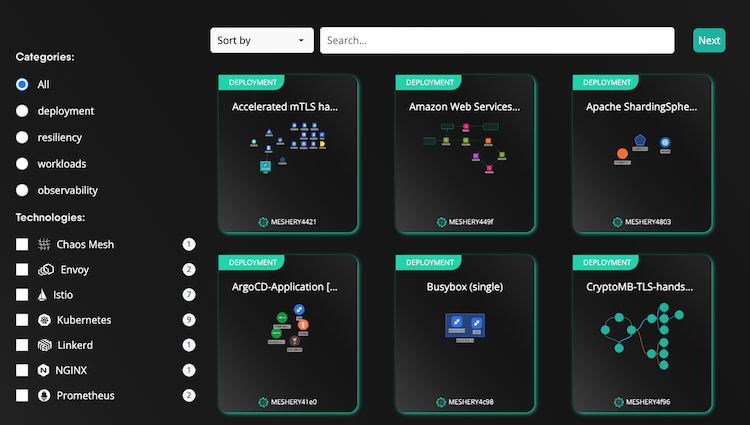 Sort by
Search...
Next
Categories:
All
deployment
resiliency
workloads
observability
Technologies:
Chaos Mesh 1
Envoy 2
Istio 7
Kubernetes 9
Linkerd 1
NGINX 1
Prometheus 2
DEPLOYMENT
Accelerated mTLS ha...
MESHERY4421
DEPLOYMENT
Amazon Web Services...
MESHERY449f
DEPLOYMENT
Apache ShardingSphe...
MESHERY4803
DEPLOYMENT
ArgoCD-Application [...
MESHERY41e0
DEPLOYMENT
Busybox (single)
MESHERY4c98
DEPLOYMENT
CryptoMB-TLS-hands...
MESHERY4f96